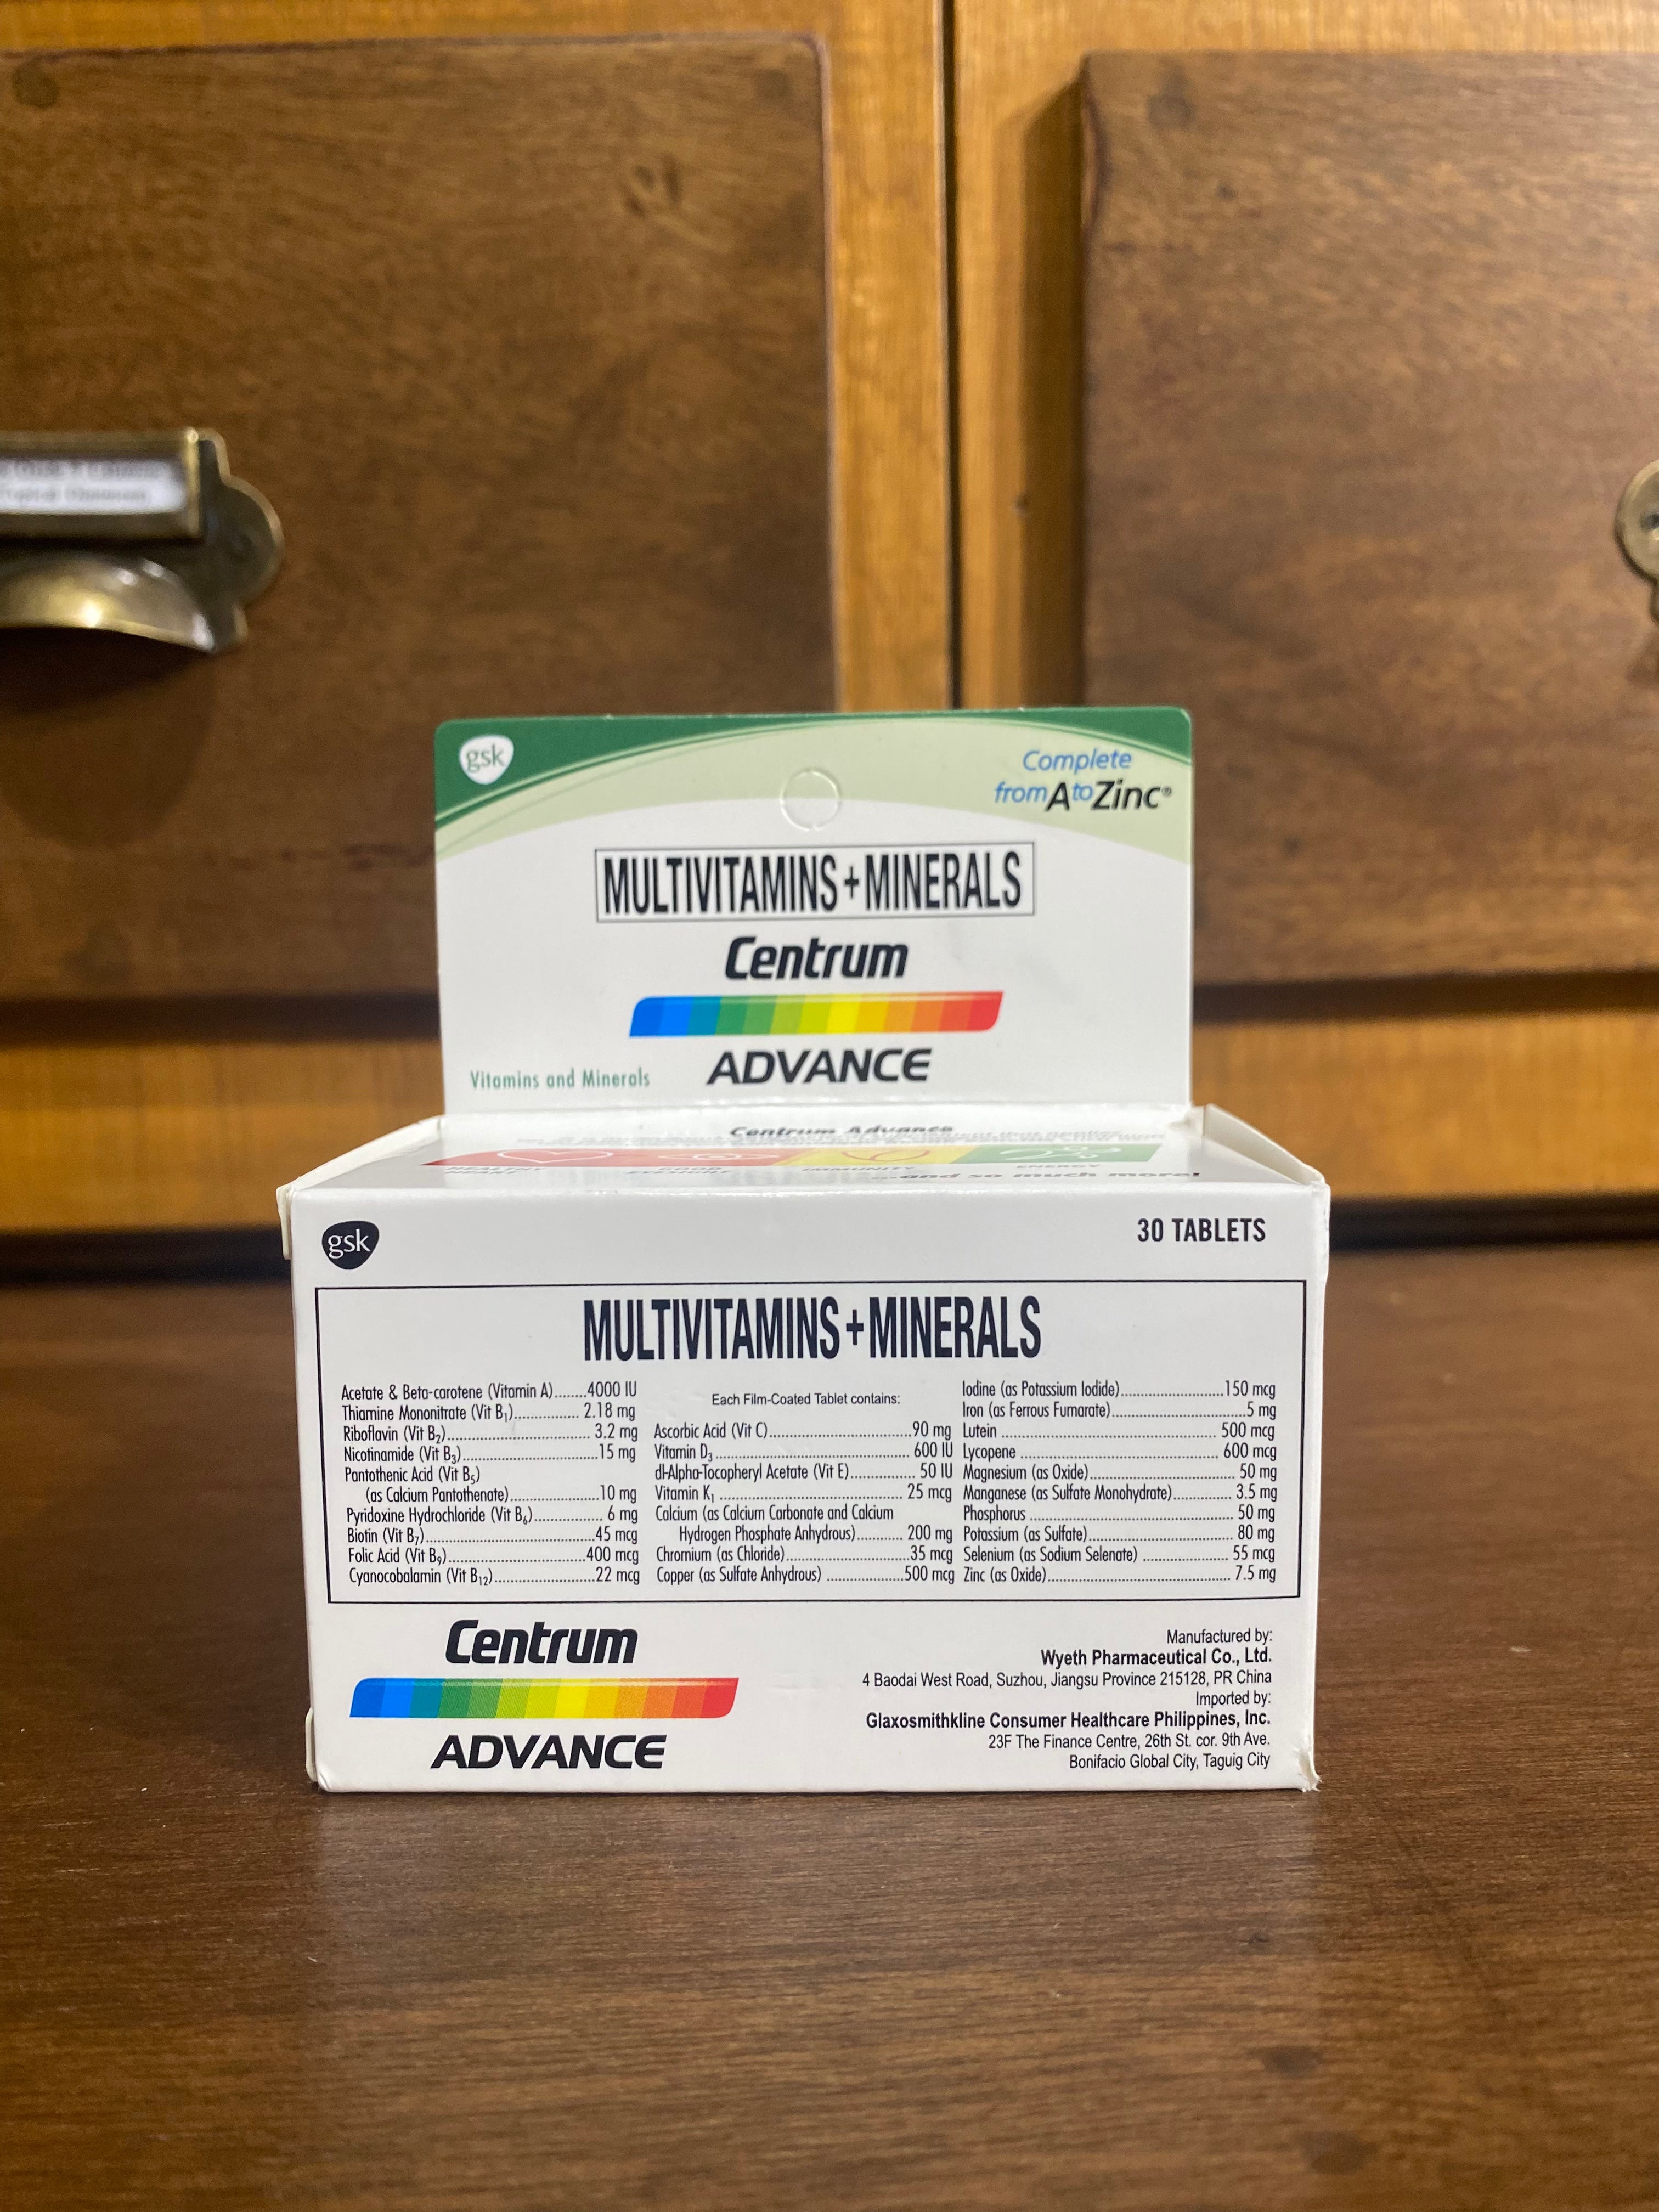 gsk
Complete
from A to Zinc®
MULTIVITAMINS+MINERALS
Centrum
ADVANCE
Vitamins and Minerals
Centrum Advance
HEALTHY HEART
GOOD EYESIGHT
IMMUNITY
ENERGY
...and so much more!
gsk
30 TABLETS
MULTIVITAMINS+MINERALS
Acetate & Beta-carotene (Vitamin A)........4000 IU
Thiamine Mononitrate (Vit B₁)............... 2.18 mg
Riboflavin (Vit B₂).................................. 3.2 mg
Nicotinamide (Vit B₃)................................15 mg
Pantothenic Acid (Vit B₅)
(as Calcium Pantothenate).....................10 mg
Pyridoxine Hydrochloride (Vit B₆)................ 6 mg
Biotin (Vit B₇)........................................45 mcg
Folic Acid (Vit B₉).................................400 mcg
Cyanocobalamin (Vit B₁₂)........................22 mcg
Each Film-Coated Tablet contains:
Ascorbic Acid (Vit C)..................................90 mg
Vitamin D₃ .............................................. 600 IU
dl-Alpha-Tocopheryl Acetate (Vit E)................ 50 IU
Vitamin K₁ ............................................ 25 mcg
Calcium (as Calcium Carbonate and Calcium
Hydrogen Phosphate Anhydrous)........... 200 mg
Chromium (as Chloride).............................35 mcg
Copper (as Sulfate Anhydrous) ..................500 mcg
Iodine (as Potassium Iodide).........................150 mcg
Iron (as Ferrous Fumarate)................................5 mg
Lutein .................................................... 500 mcg
Lycopene ................................................ 600 mcg
Magnesium (as Oxide)................................... 50 mg
Manganese (as Sulfate Monohydrate)............... 3.5 mg
Phosphorus ................................................. 50 mg
Potassium (as Sulfate)................................... 80 mg
Selenium (as Sodium Selenate) .................... 55 mcg
Zinc (as Oxide)............................................ 7.5 mg
Centrum
ADVANCE
Manufactured by:
Wyeth Pharmaceutical Co., Ltd.
4 Baodai West Road, Suzhou, Jiangsu Province 215128, PR China
Imported by:
Glaxosmithkline Consumer Healthcare Philippines, Inc.
23F The Finance Centre, 26th St. cor. 9th Ave.
Bonifacio Global City, Taguig City